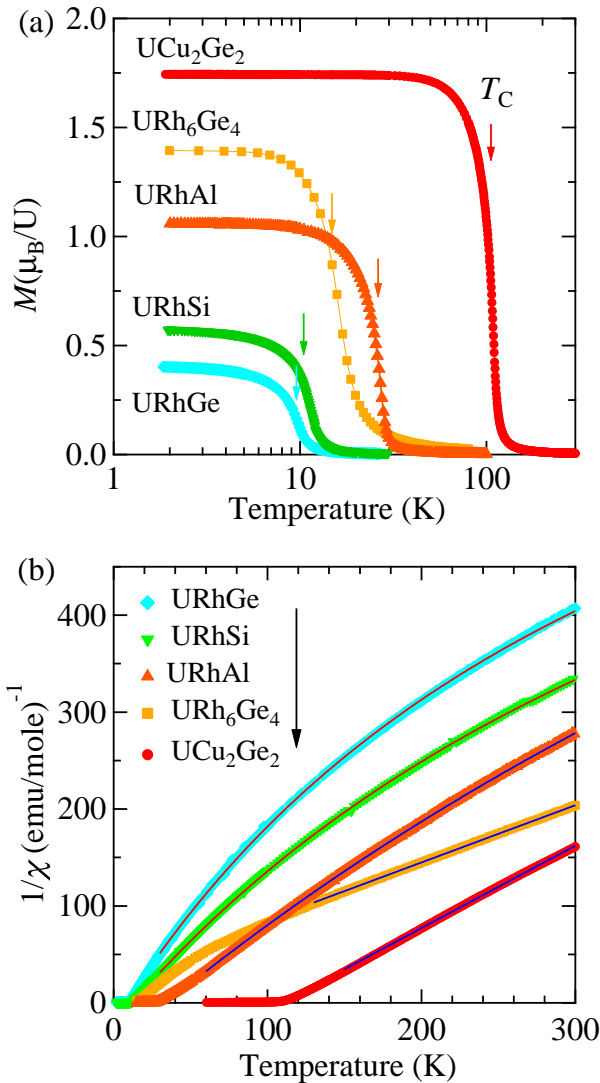 (a)
2.0
1.5
1.0
0.5
0.0
M(μB/U)
UCu2Ge2
TC
URh6Ge4
URhAl
URhSi
URhGe
1 10 100
Temperature (K)
(b)
400
300
200
100
0
1/χ (emu/mole)-1
URhGe
URhSi
URhAl
URh6Ge4
UCu2Ge2
0 100 200 300
Temperature (K)